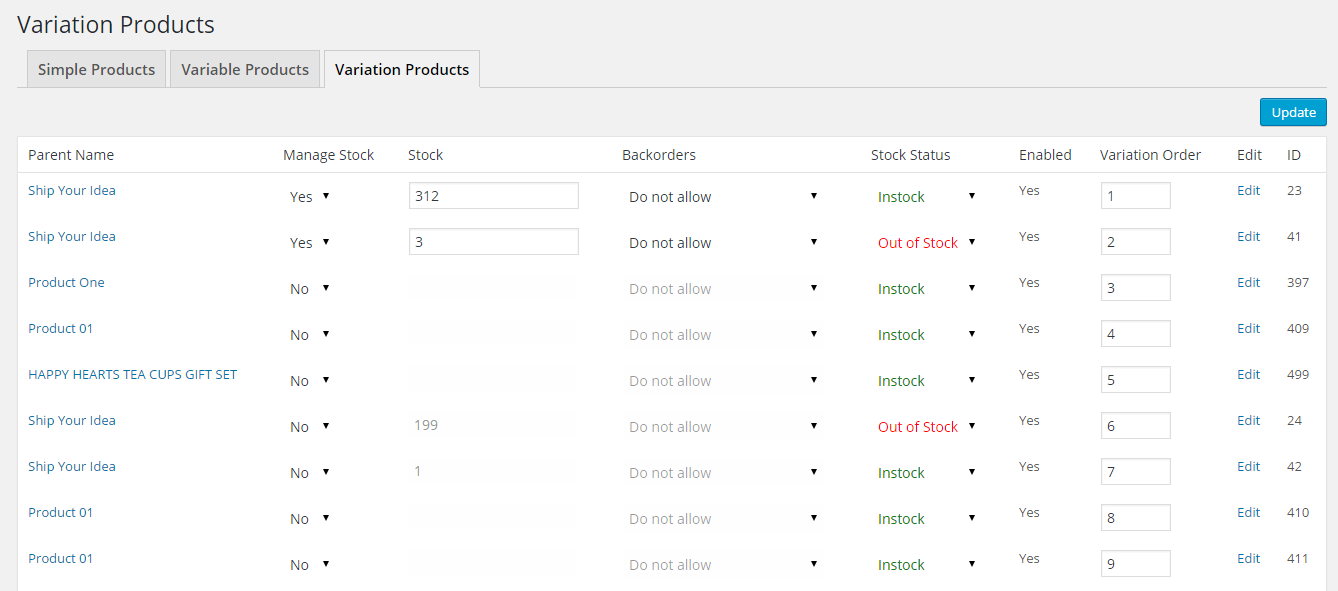 Variation Products
Simple Products Variable Products Variation Products
Update
Parent Name Manage Stock Stock Backorders Stock Status Enabled Variation Order Edit ID
Ship Your Idea Yes 312 Do not allow Instock Yes 1 Edit 23
Ship Your Idea Yes 3 Do not allow Out of Stock Yes 2 Edit 41
Product One No Do not allow Instock Yes 3 Edit 397
Product 01 No Do not allow Instock Yes 4 Edit 409
HAPPY HEARTS TEA CUPS GIFT SET No Do not allow Instock Yes 5 Edit 499
Ship Your Idea No 199 Do not allow Out of Stock Yes 6 Edit 24
Ship Your Idea No 1 Do not allow Instock Yes 7 Edit 42
Product 01 No Do not allow Instock Yes 8 Edit 410
Product 01 No Do not allow Instock Yes 9 Edit 411